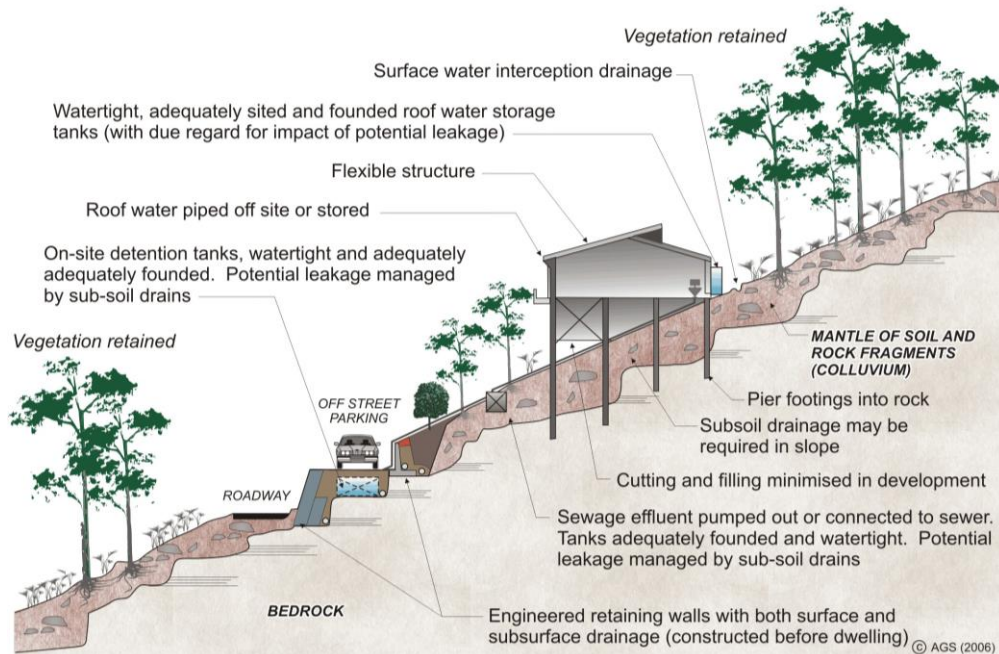 Vegetation retained
Surface water interception drainage
Watertight, adequately sited and founded roof water storage
tanks (with due regard for impact of potential leakage)
Flexible structure
Roof water piped off site or stored
On-site detention tanks, watertight and adequately
adequately founded. Potential leakage managed
by sub-soil drains
Vegetation retained
MANTLE OF SOIL AND
ROCK FRAGMENTS
(COLLUVIUM)
OFF STREET
PARKING
Pier footings into rock
Subsoil drainage may be
required in slope
Cutting and filling minimised in development
ROADWAY
Sewage effluent pumped out or connected to sewer.
Tanks adequately founded and watertight. Potential
leakage managed by sub-soil drains
BEDROCK
Engineered retaining walls with both surface and
subsurface drainage (constructed before dwelling)
© AGS (2006)